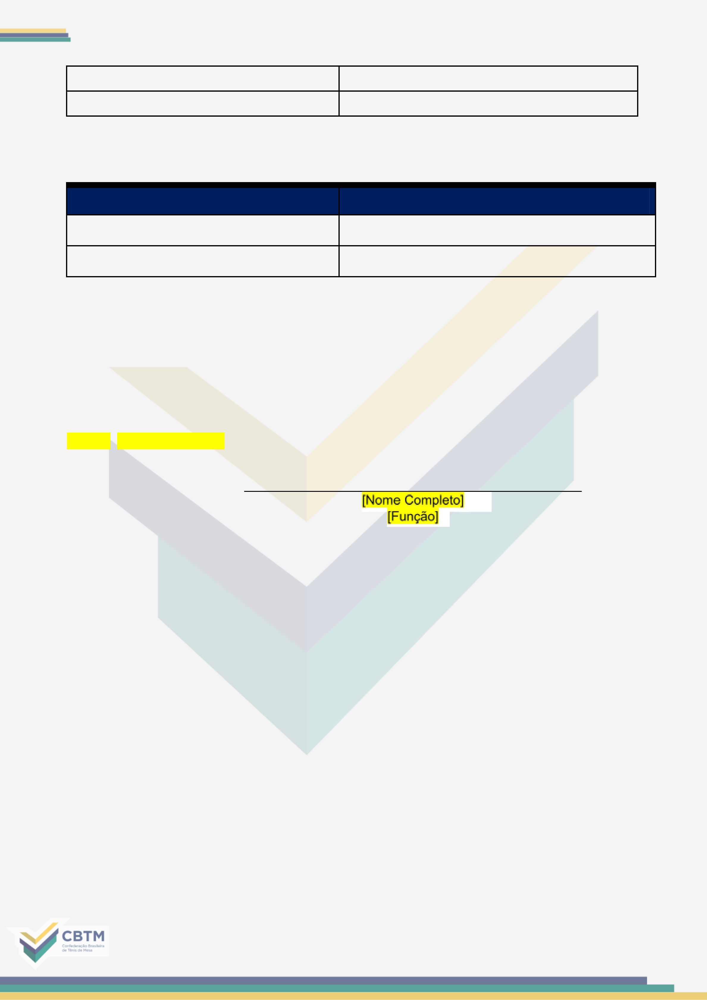 [Nome Completo]
[Função]
CBTM
Confederação Brasileira
de Tênis de Mesa